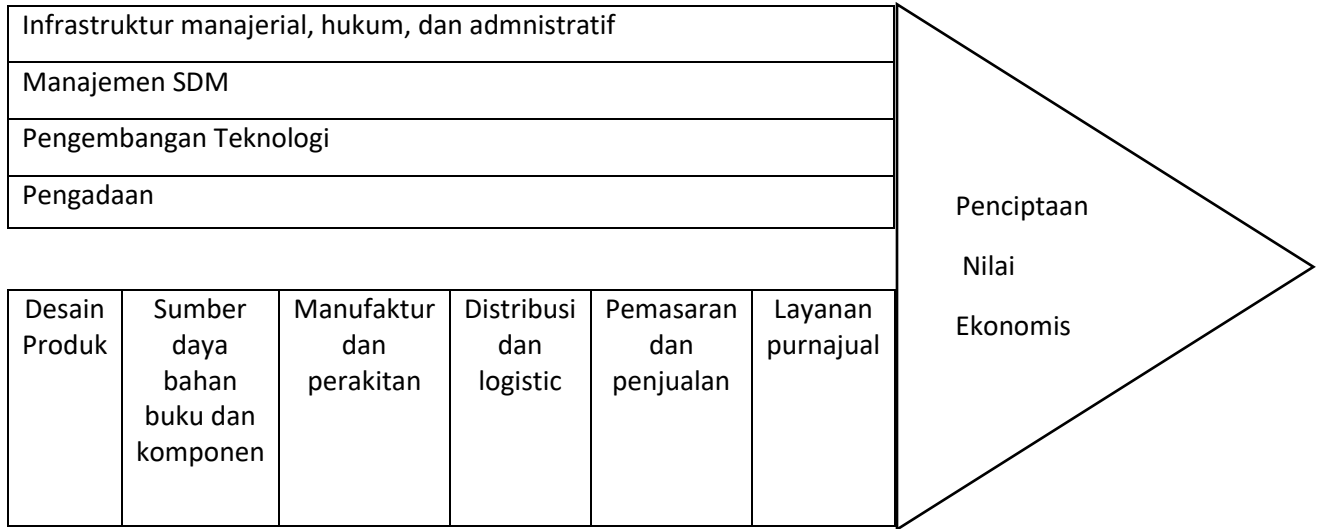 Infrastruktur manajerial, hukum, dan admnistratif
Manajemen SDM
Pengembangan Teknologi
Pengadaan
Desain
Produk
Sumber
daya
bahan
buku dan
komponen
Manufaktur
dan
perakitan
Distribusi
dan
logistic
Pemasaran
dan
penjualan
Layanan
purnajual
Penciptaan
Nilai
Ekonomis